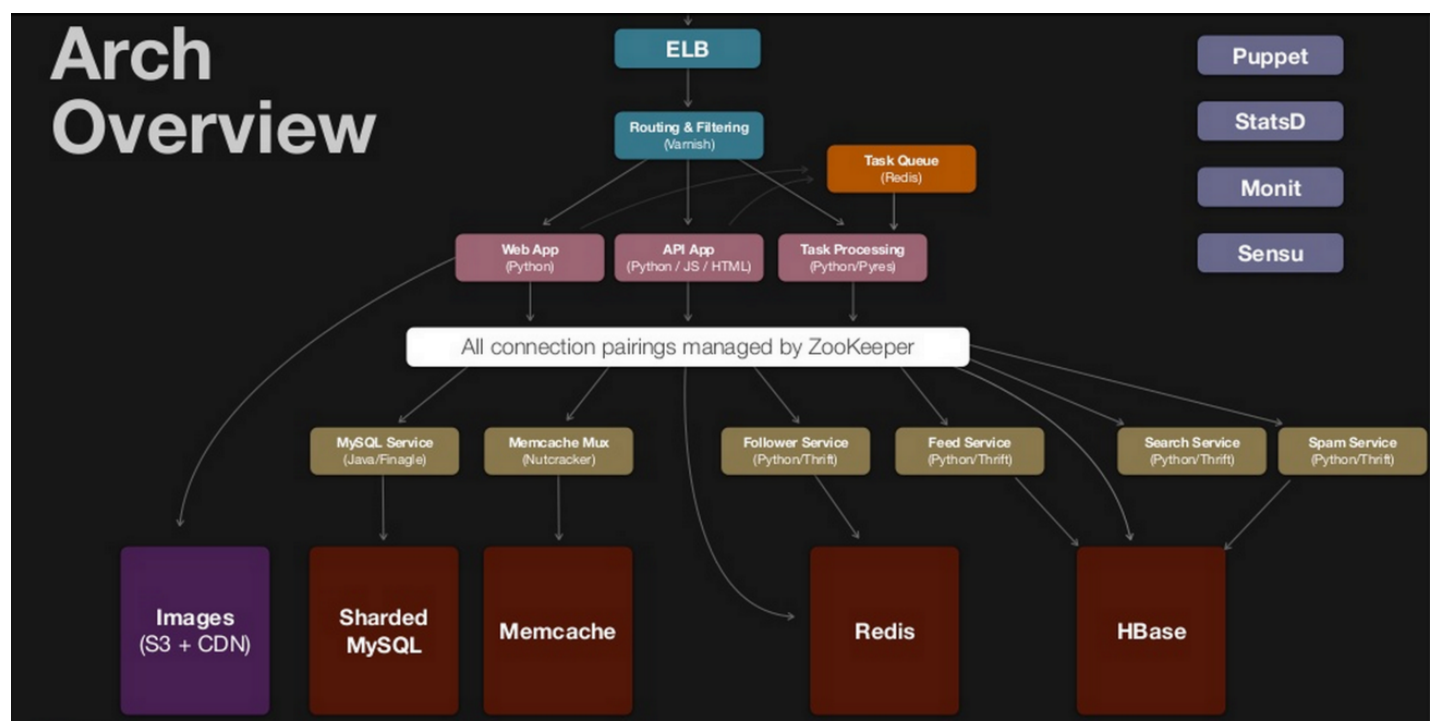 Arch
Overview
ELB
Puppet
Routing & Filtering
(Varnish)
StatsD
Task Queue
(Redis)
Monit
Web App
(Python)
API App
(Python / JS / HTML)
Task Processing
(Python/Pyres)
Sensu
All connection pairings managed by ZooKeeper
MySQL Service
(Java/Finagle)
Memcache Mux
(Nutcracker)
Follower Service
(Python/Thrift)
Feed Service
(Python/Thrift)
Search Service
(Python/Thrift)
Spam Service
(Python/Thrift)
Images
(S3 + CDN)
Sharded
MySQL
Memcache
Redis
HBase